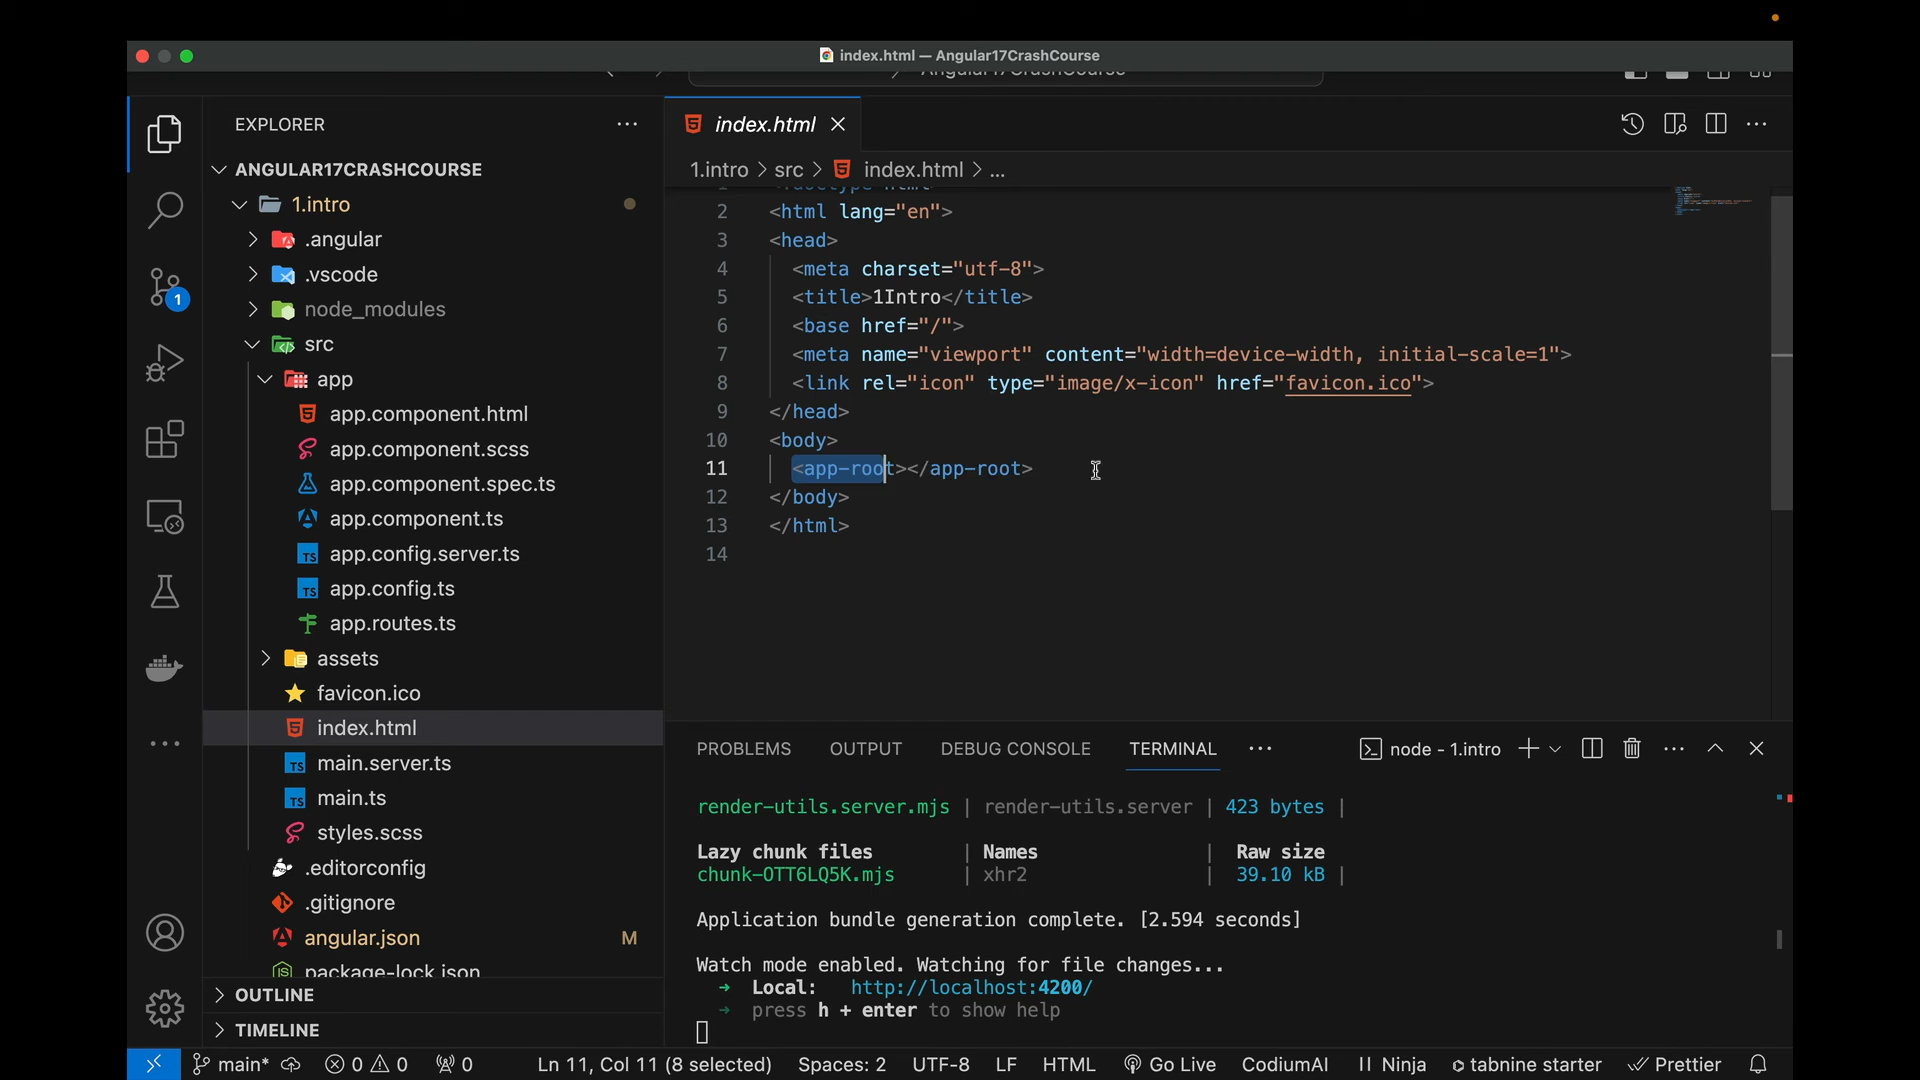 index.html — Angular17CrashCourse
Angular17CrashCourse
EXPLORER
ANGULAR17CRASHCOURSE
1.intro
.angular
.vscode
node_modules
src
app
app.component.html
app.component.scss
app.component.spec.ts
app.component.ts
app.config.server.ts
app.config.ts
app.routes.ts
assets
favicon.ico
index.html
main.server.ts
main.ts
styles.scss
.editorconfig
.gitignore
angular.json M
package-lock.json
OUTLINE
TIMELINE
1
index.html
1.intro > src > index.html > ...
1 <!doctype html>
2 <html lang="en">
3 <head>
4 <meta charset="utf-8">
5 <title>1Intro</title>
6 <base href="/">
7 <meta name="viewport" content="width=device-width, initial-scale=1">
8 <link rel="icon" type="image/x-icon" href="favicon.ico">
9 </head>
10 <body>
11 <app-root></app-root>
12 </body>
13 </html>
14
PROBLEMS OUTPUT DEBUG CONSOLE TERMINAL ... node - 1.intro
render-utils.server.mjs | render-utils.server | 423 bytes |
Lazy chunk files | Names | Raw size
chunk-OTT6LQ5K.mjs | xhr2 | 39.10 kB |
Application bundle generation complete. [2.594 seconds]
Watch mode enabled. Watching for file changes...
➜ Local: http://localhost:4200/
➜ press h + enter to show help
main* 0 0 0 Ln 11, Col 11 (8 selected) Spaces: 2 UTF-8 LF HTML Go Live CodiumAI Ninja tabnine starter Prettier